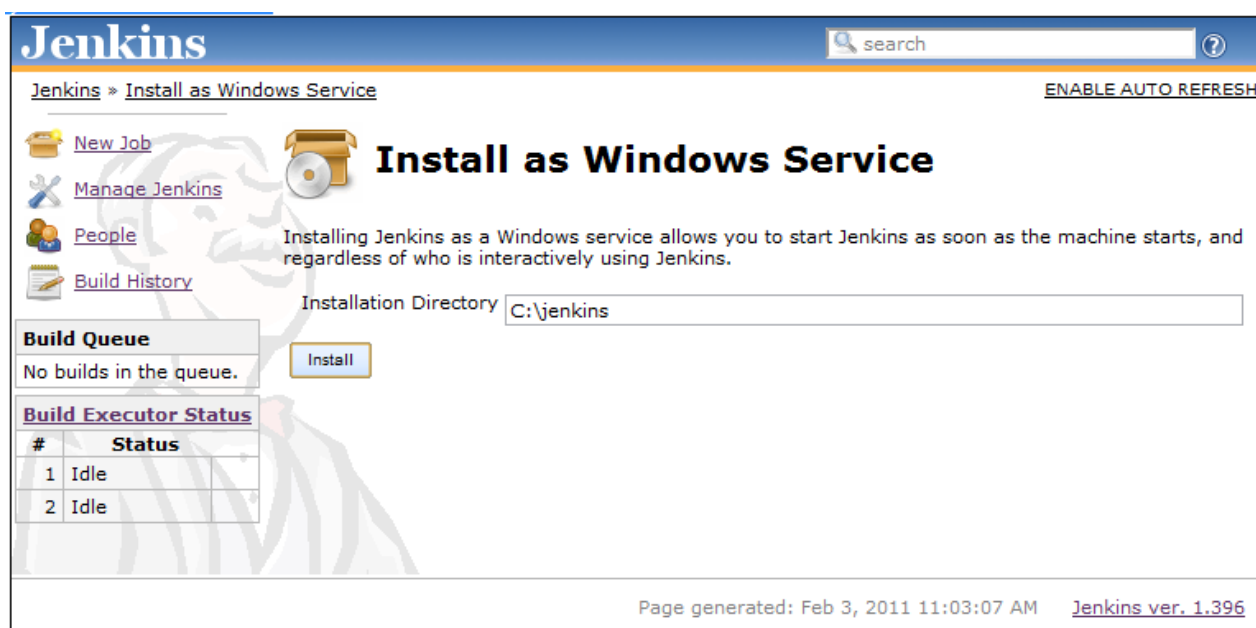 Jenkins
search
Jenkins » Install as Windows Service
ENABLE AUTO REFRESH
New Job
Manage Jenkins
People
Build History
Build Queue
No builds in the queue.
Build Executor Status
# Status
1 Idle
2 Idle
Install as Windows Service
Installing Jenkins as a Windows service allows you to start Jenkins as soon as the machine starts, and
regardless of who is interactively using Jenkins.
Installation Directory C:\jenkins
Install
Page generated: Feb 3, 2011 11:03:07 AM Jenkins ver. 1.396